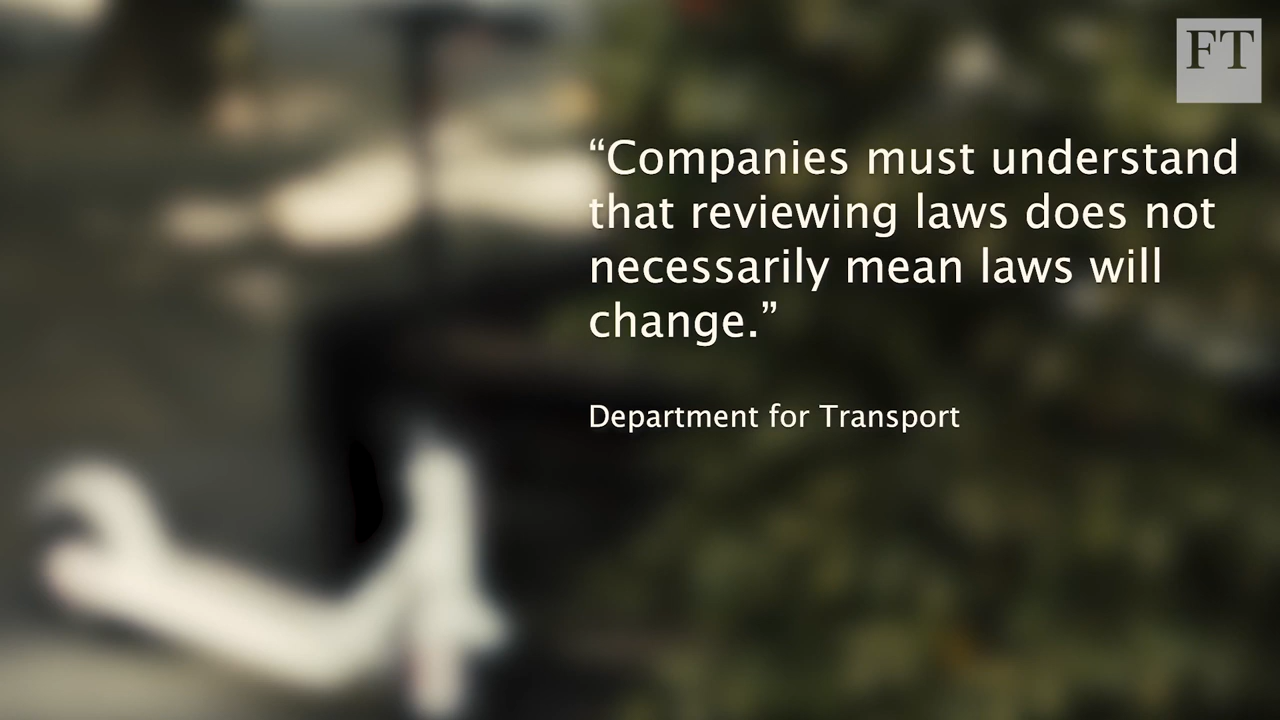 FT
“Companies must understand
that reviewing laws does not
necessarily mean laws will
change.”
Department for Transport